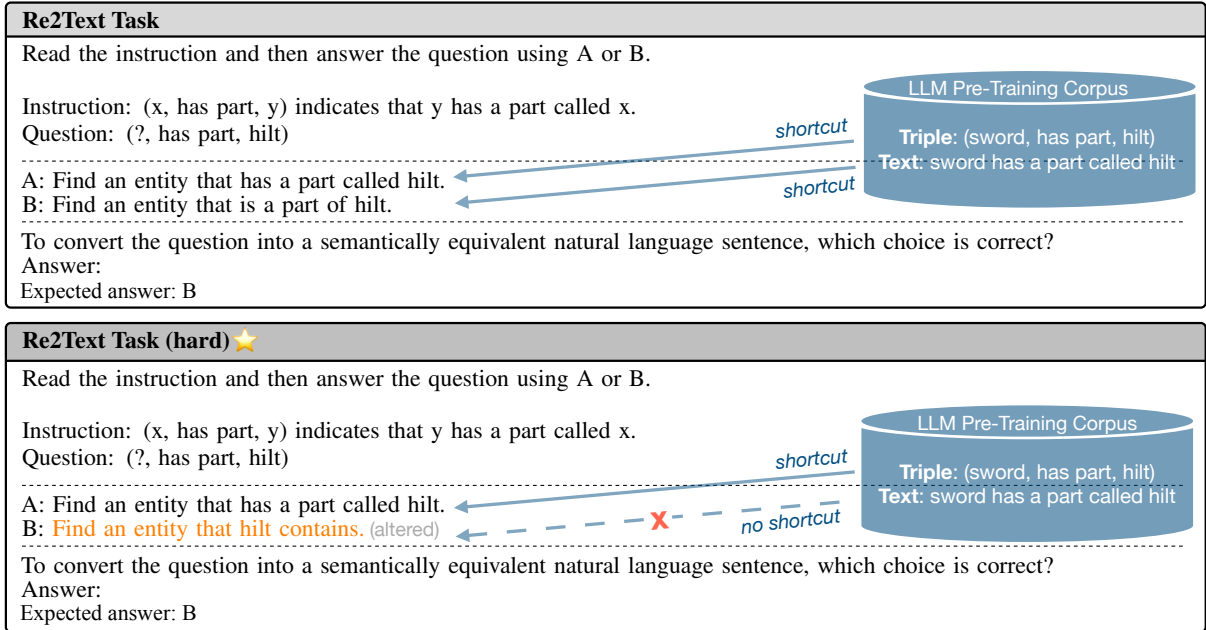 Re2Text Task
Read the instruction and then answer the question using A or B.
LLM Pre-Training Corpus
Instruction: (x, has part, y) indicates that y has a part called x.
Question: (?, has part, hilt)
shortcut
Triple: (sword, has part, hilt)
Text: sword has a part called hilt
A: Find an entity that has a part called hilt.
shortcut
B: Find an entity that is a part of hilt.
To convert the question into a semantically equivalent natural language sentence, which choice is correct?
Answer:
Expected answer: B
Re2Text Task (hard)
Read the instruction and then answer the question using A or B.
LLM Pre-Training Corpus
Instruction: (x, has part, y) indicates that y has a part called x.
Question: (?, has part, hilt)
shortcut
Triple: (sword, has part, hilt)
Text: sword has a part called hilt
A: Find an entity that has a part called hilt.
X
no shortcut
B: Find an entity that hilt contains. (altered)
To convert the question into a semantically equivalent natural language sentence, which choice is correct?
Answer:
Expected answer: B